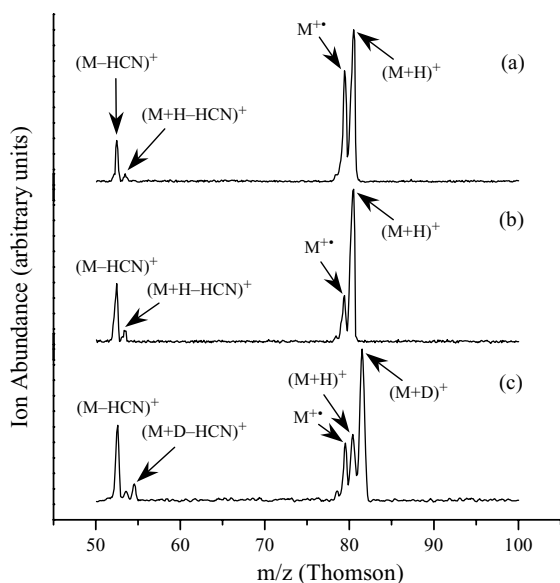 Ion Abundance (arbitrary units)
M⁺•
(a)
(M–HCN)⁺
(M+H)⁺
(M+H–HCN)⁺
(b)
(M–HCN)⁺
(M+H)⁺
M⁺•
(M+H–HCN)⁺
(c)
(M+H)⁺
(M+D)⁺
(M–HCN)⁺
M⁺•
(M+D–HCN)⁺
50 60 70 80 90 100
m/z (Thomson)